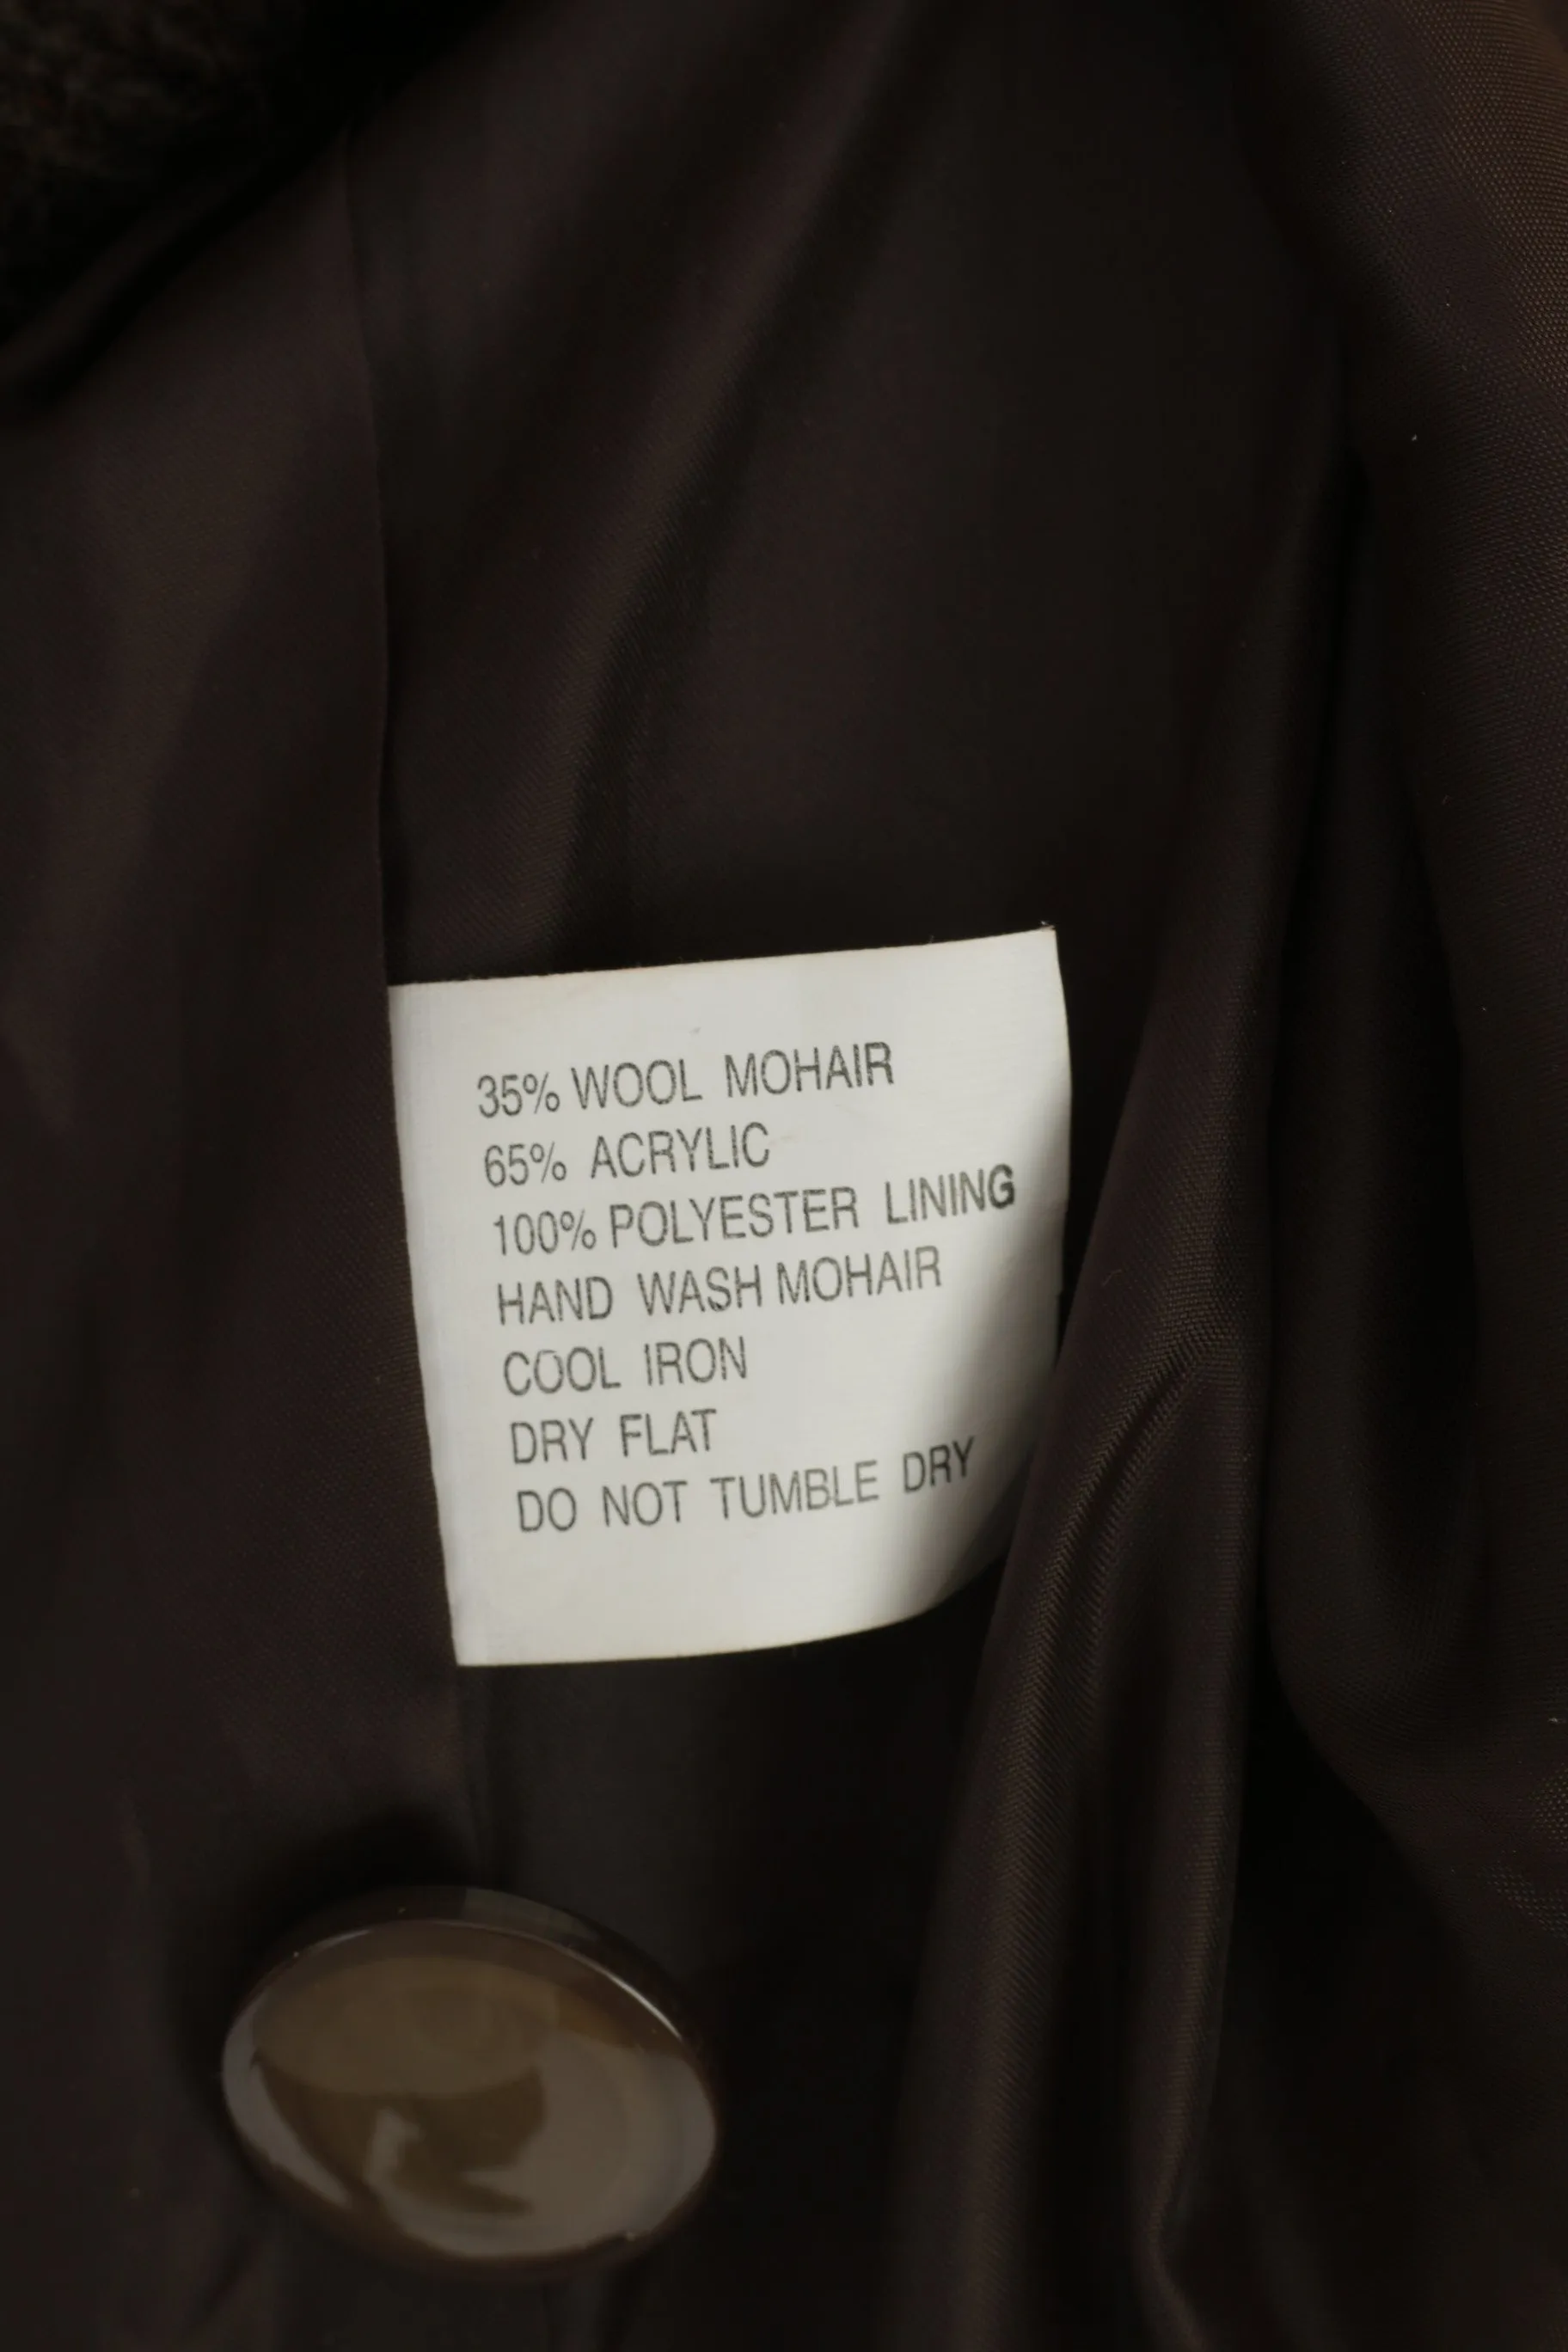 35% WOOL MOHAIR
65% ACRYLIC
100% POLYESTER LINING
HAND WASH MOHAIR
COOL IRON
DRY FLAT
DO NOT TUMBLE DRY